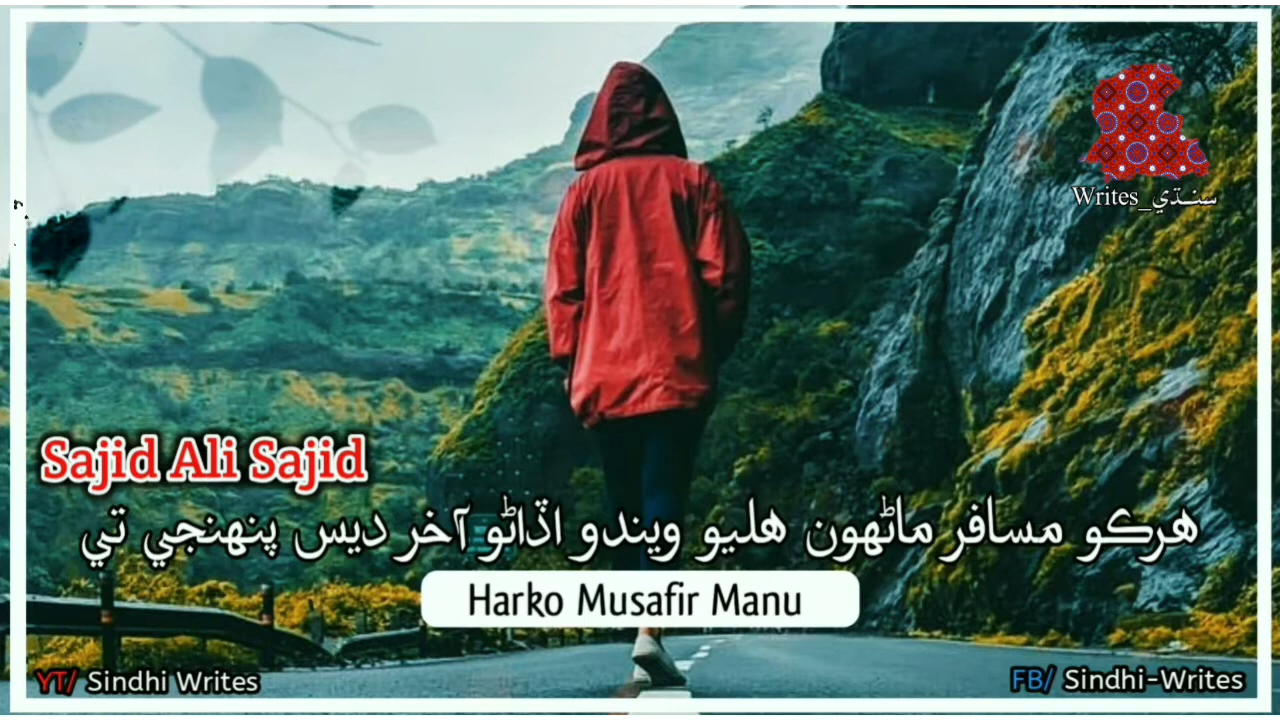 Writes_سنڌي
Sajid Ali Sajid
هرڪو مسافر ماڻهون هليو ويندو اڏاڻو آخر ديس پنهنجي تي
Harko Musafir Manu
YT/ Sindhi Writes
FB/ Sindhi-Writes